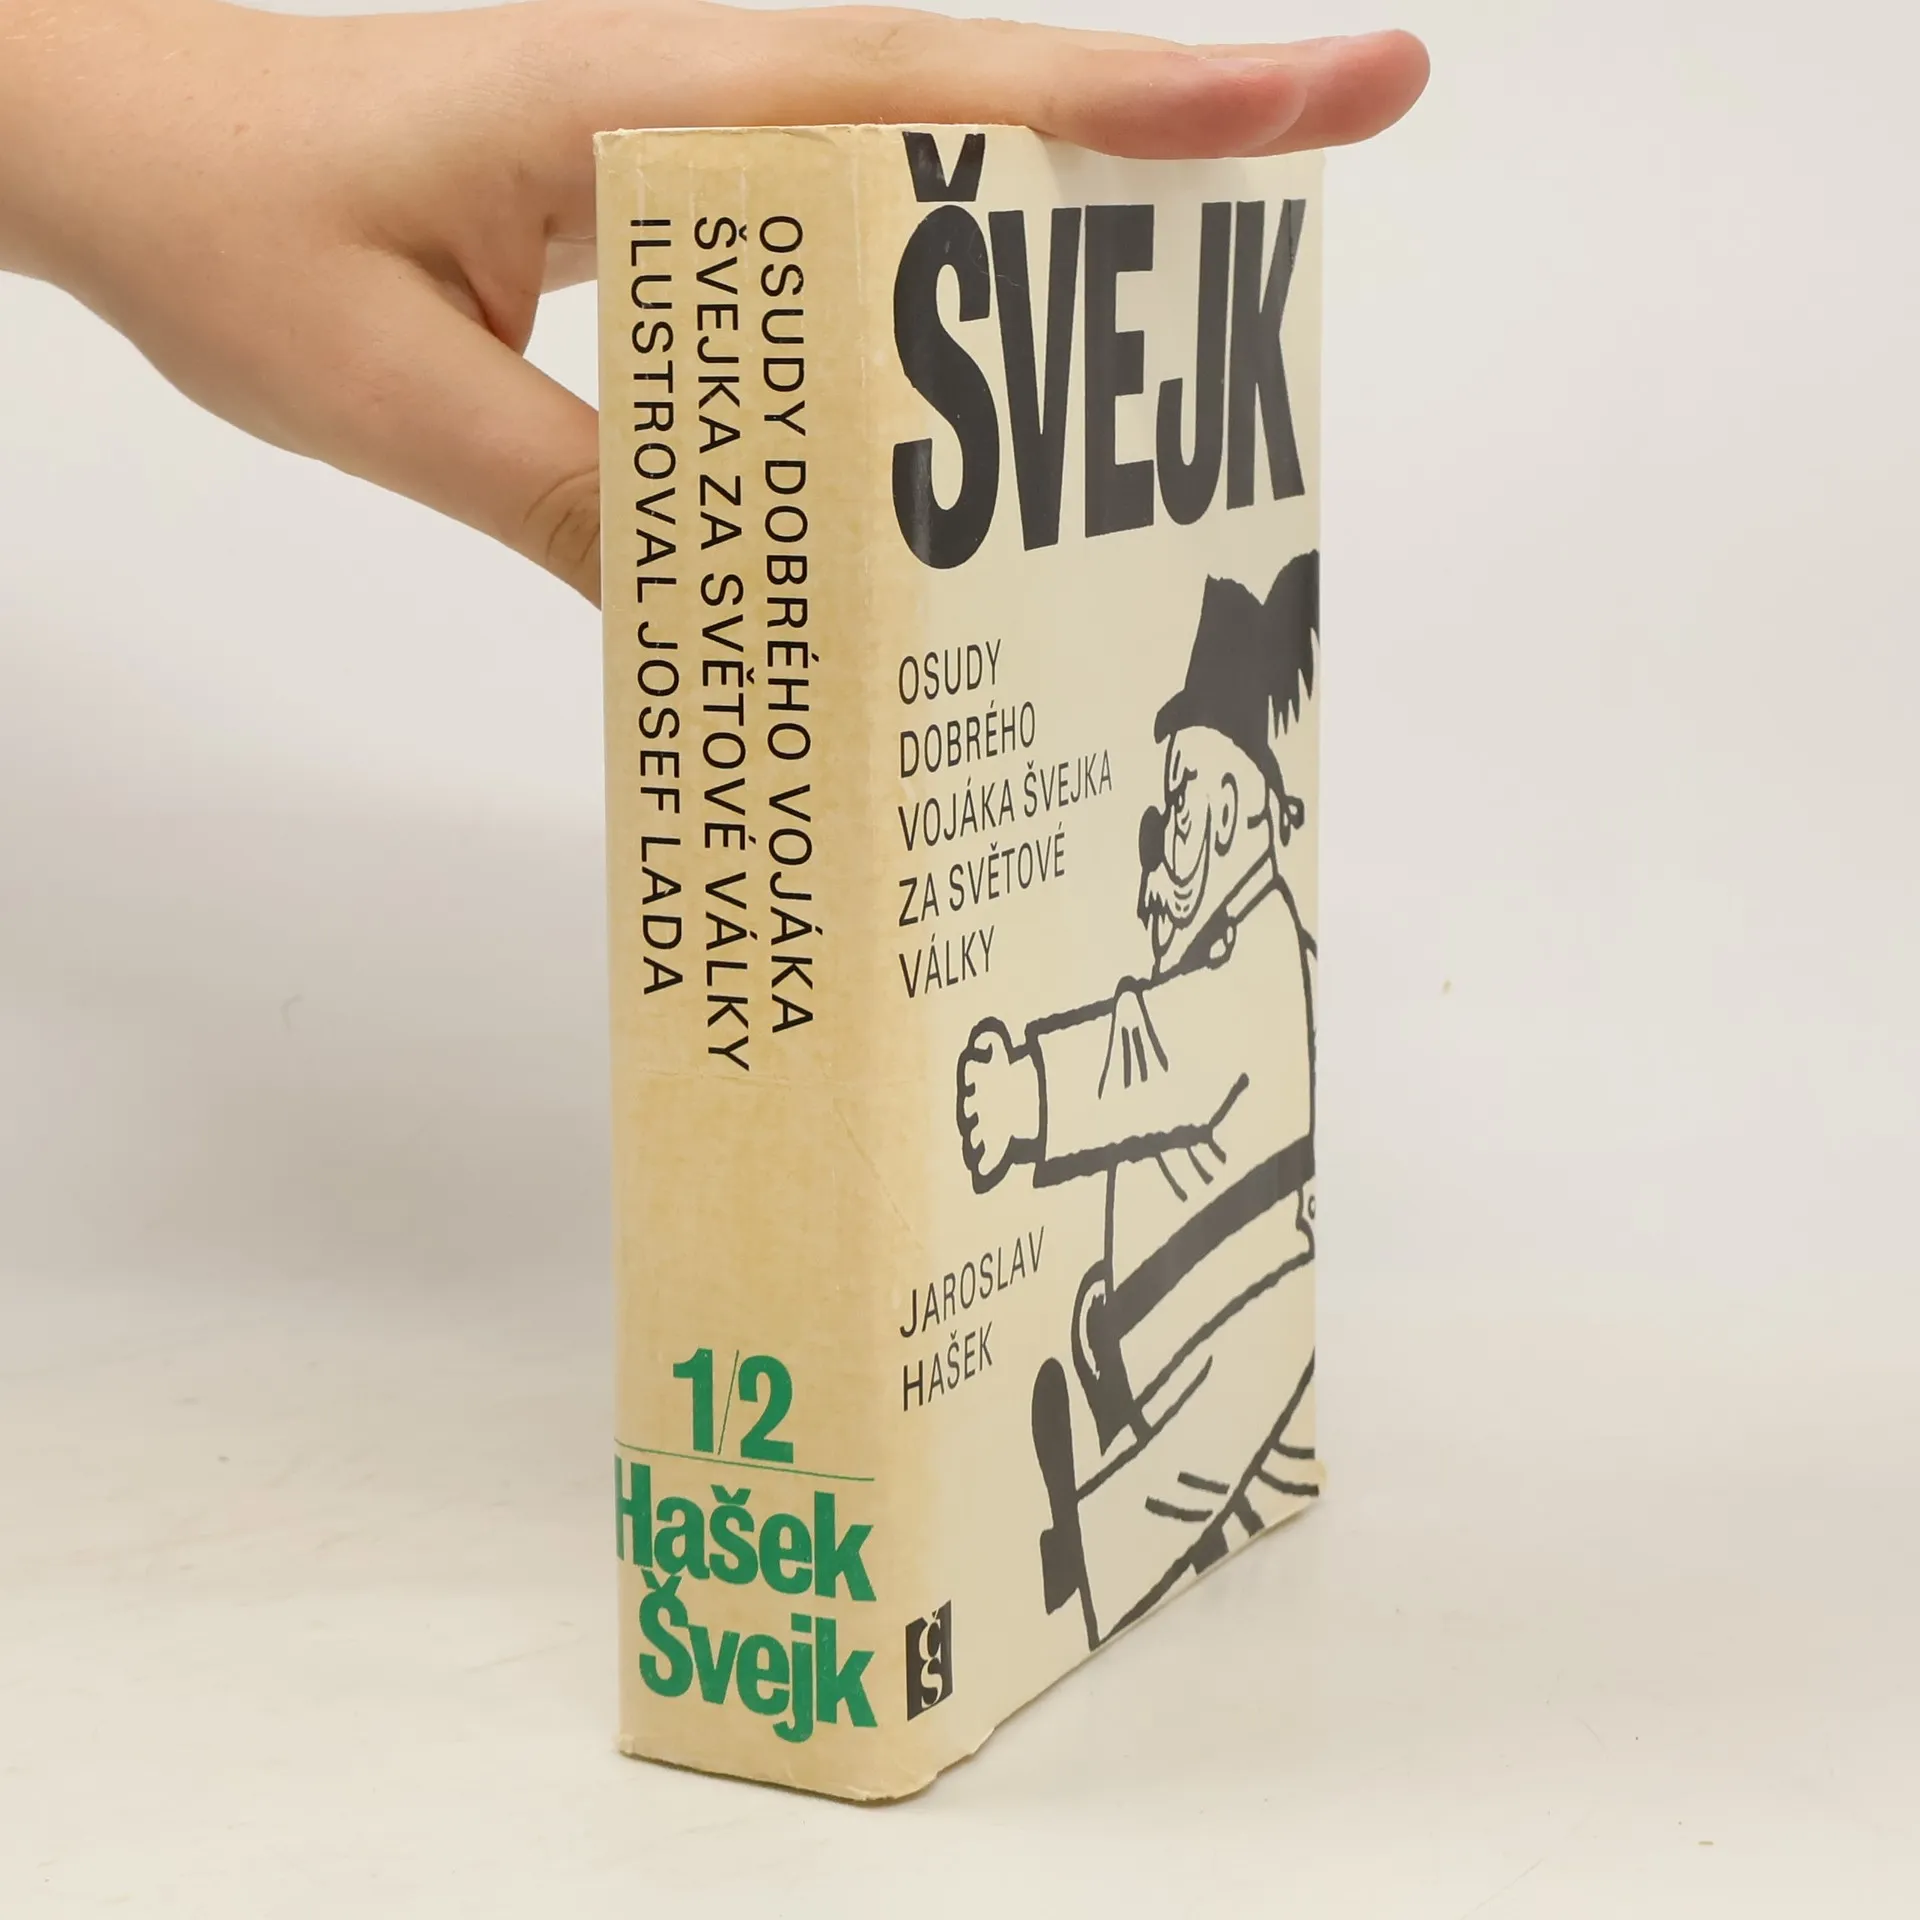 OSUDY DOBRÉHO VOJÁKA
ŠVEJKA ZA SVĚTOVÉ VÁLKY
ILUSTROVAL JOSEF LADA
1/2
Hašek
Švejk
ŠVEJK
OSUDY
DOBRÉHO
VOJÁKA ŠVEJKA
ZA SVĚTOVÉ
VÁLKY
JAROSLAV
HAŠEK
ČS